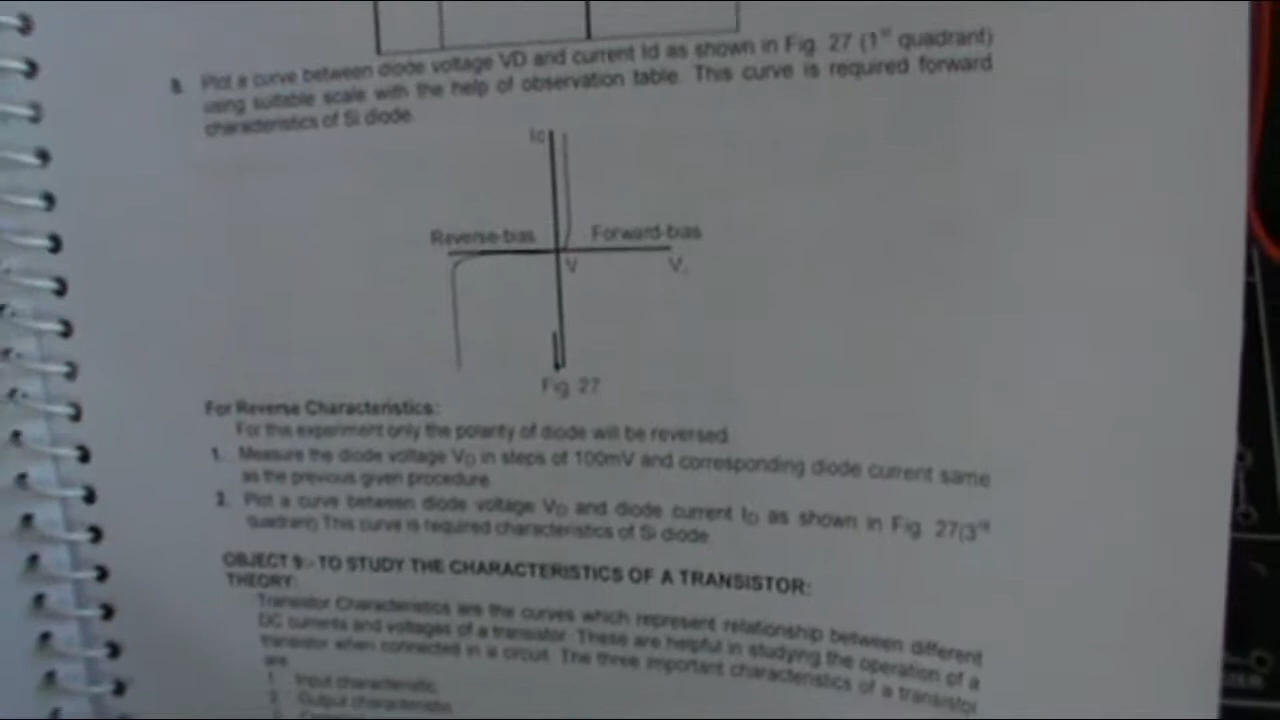 8. Plot a curve between diode voltage VD and current Id as shown in Fig. 27 (1st quadrant)
using suitable scale with the help of observation table. This curve is required forward
characteristics of Si diode.
Reverse-bias
Forward-bias
V
V
Fig. 27
For Reverse Characteristics:
For this experiment only the polarity of diode will be reversed.
1. Measure the diode voltage VD in steps of 100mV and corresponding diode current same
as the previous given procedure.
2. Plot a curve between diode voltage VD and diode current ID as shown in Fig. 27(3rd
quadrant) This curve is required characteristics of Si diode.
OBJECT 9:- TO STUDY THE CHARACTERISTICS OF A TRANSISTOR:
THEORY:
Transistor Characteristics are the curves which represent relationship between different
DC currents and voltages of a transistor. These are helpful in studying the operation of a
transistor when connected in a circuit. The three important characteristics of a transistor
are
1. Input characteristic.
2. Output characteristic.